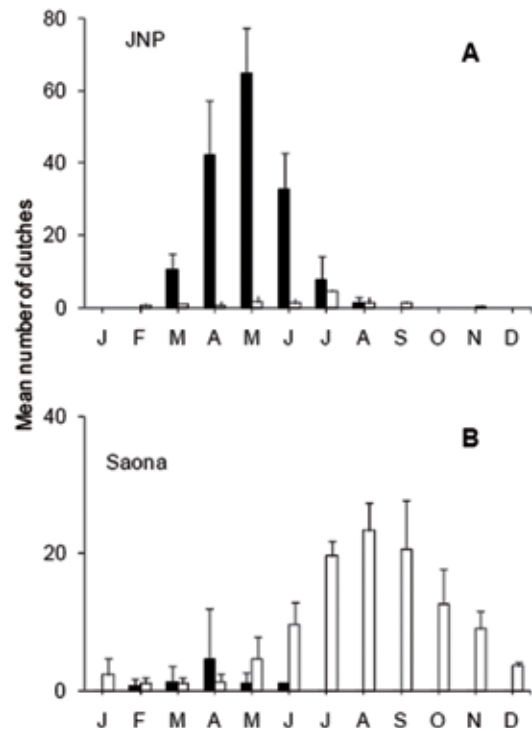 80
JNP
A
60
40
20
0
J F M A M J J A S O N D
Mean number of clutches
40
B
Saona
20
0
J F M A M J J A S O N D